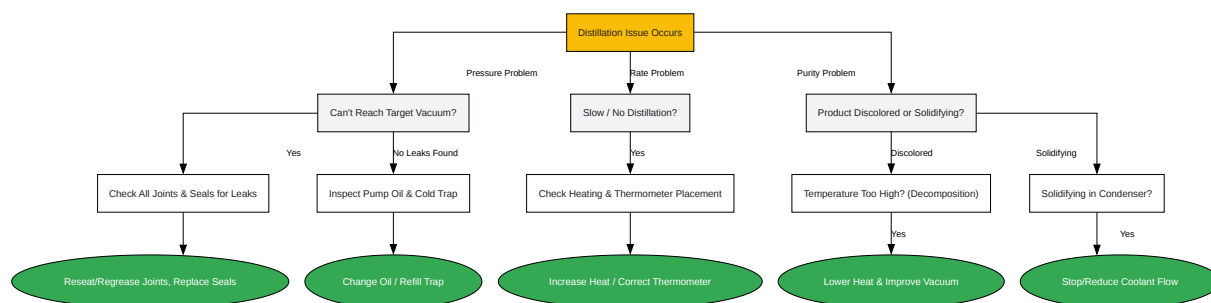 Distillation Issue Occurs
Pressure Problem
Rate Problem
Purity Problem
Can't Reach Target Vacuum?
Slow / No Distillation?
Product Discolored or Solidifying?
Yes
No Leaks Found
Yes
Discolored
Solidifying
Check All Joints & Seals for Leaks
Inspect Pump Oil & Cold Trap
Check Heating & Thermometer Placement
Temperature Too High? (Decomposition)
Solidifying in Condenser?
Yes
Yes
Reseat/Regrease Joints, Replace Seals
Change Oil / Refill Trap
Increase Heat / Correct Thermometer
Lower Heat & Improve Vacuum
Stop/Reduce Coolant Flow